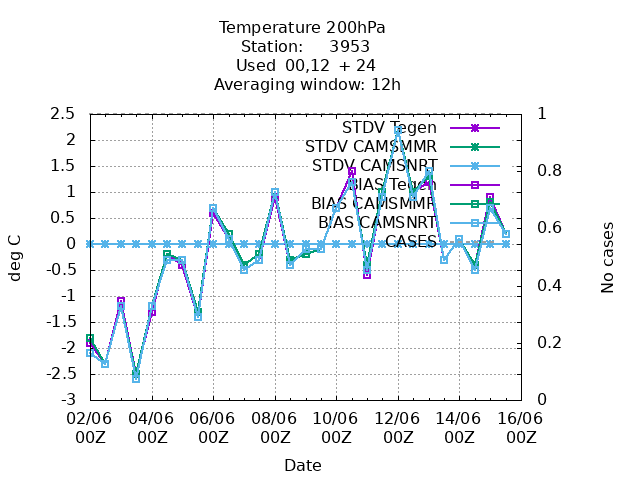 Temperature 200hPa
Station: 3953
Used 00,12 + 24
Averaging window: 12h
2.5
2
1.5
1
0.5
0
-0.5
-1
-1.5
-2
-2.5
-3
deg C
1
0.8
0.6
0.4
0.2
0
No cases
STDV Tegen
STDV CAMSMMR
STDV CAMSNRT
BIAS Tegen
BIAS CAMSMMR
BIAS CAMSNRT
CASES
02/06 04/06 06/06 08/06 10/06 12/06 14/06 16/06
00Z 00Z 00Z 00Z 00Z 00Z 00Z 00Z
Date